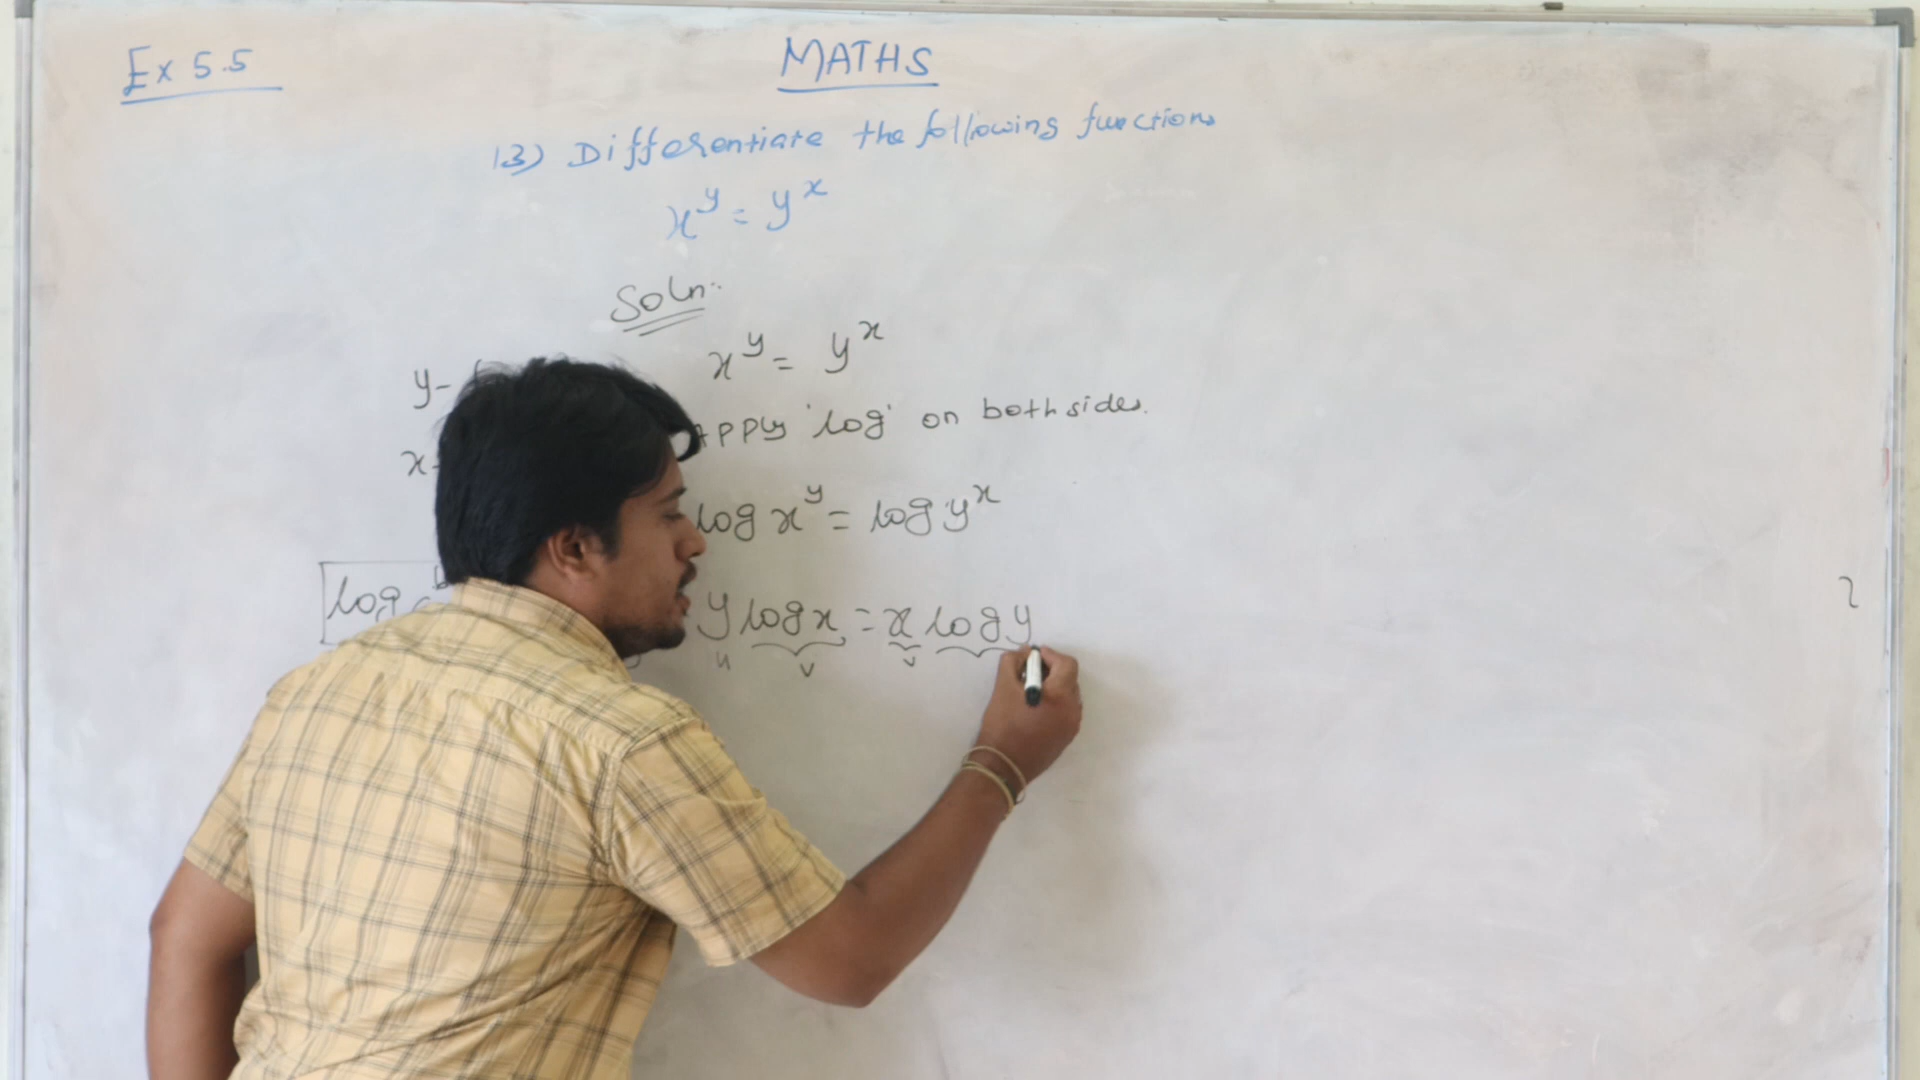 Ex 5.5
MATHS
13) Differentiate the following functions
x^y = y^x
Soln:
x^y = y^x
y-
Apply 'log' on both sides.
x-
log x^y = log y^x
log
y log x = x log y
u v v